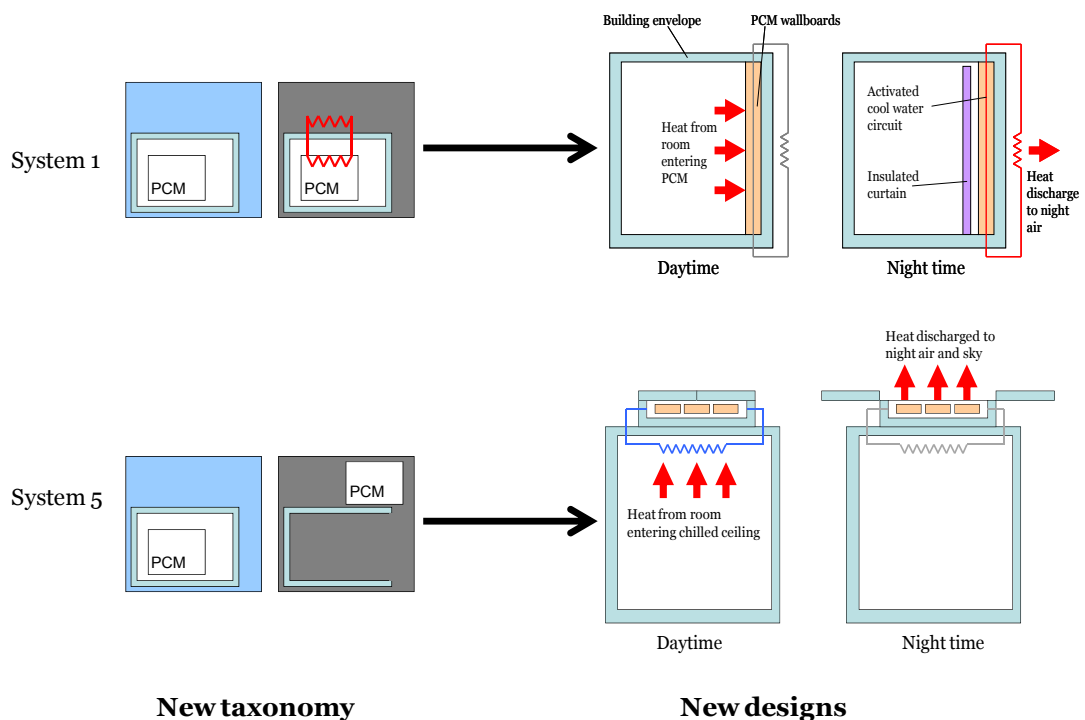 Building envelope
PCM wallboards
System 1
PCM
PCM
Heat from
room
entering
PCM
Activated
cool water
circuit
Insulated
curtain
Heat
discharge
to night
air
Daytime
Night time
Heat discharged to
night air and sky
System 5
PCM
PCM
Heat from room
entering chilled ceiling
Daytime
Night time
New taxonomy
New designs